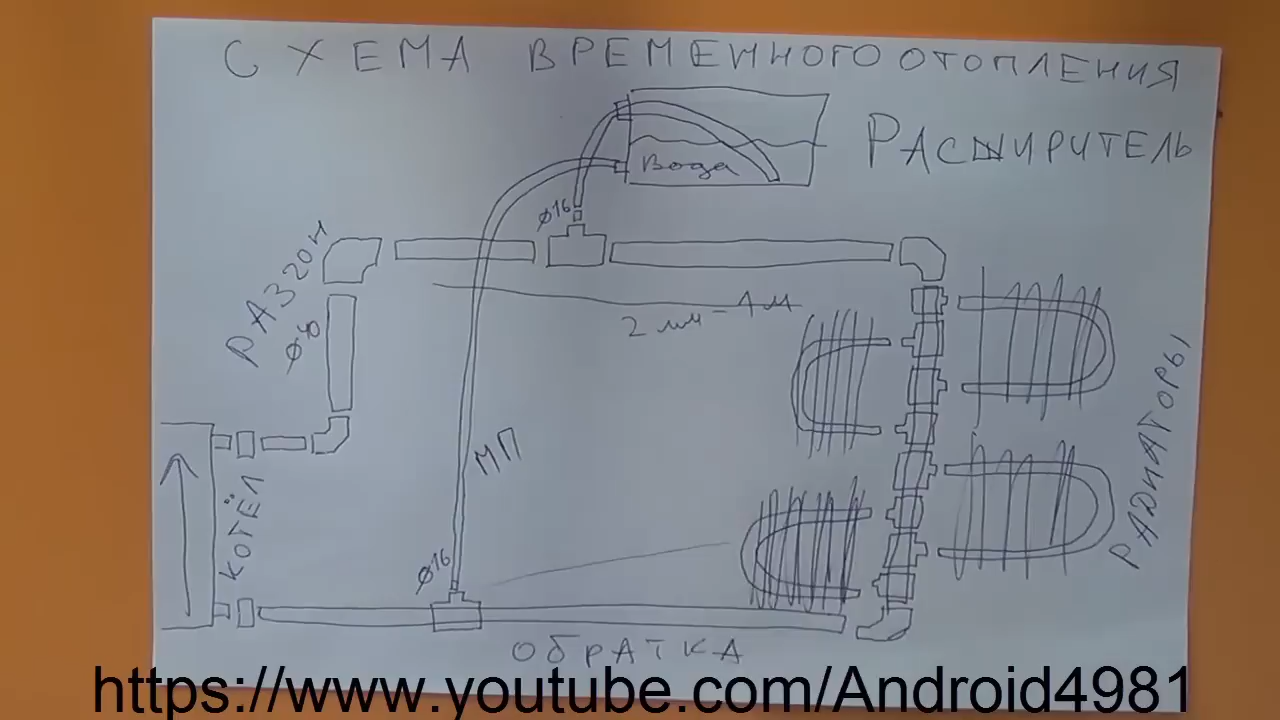 СХЕМА ВРЕМЕННОГО ОТОПЛЕНИЯ
РАСШИРИТЕЛЬ
Вода
ø16
РАЗГОН
2 мм - 1 м
МП
КОТЁЛ
РАДИАТОРЫ
ø16
ОБРАТКА
https://www.youtube.com/Android4981